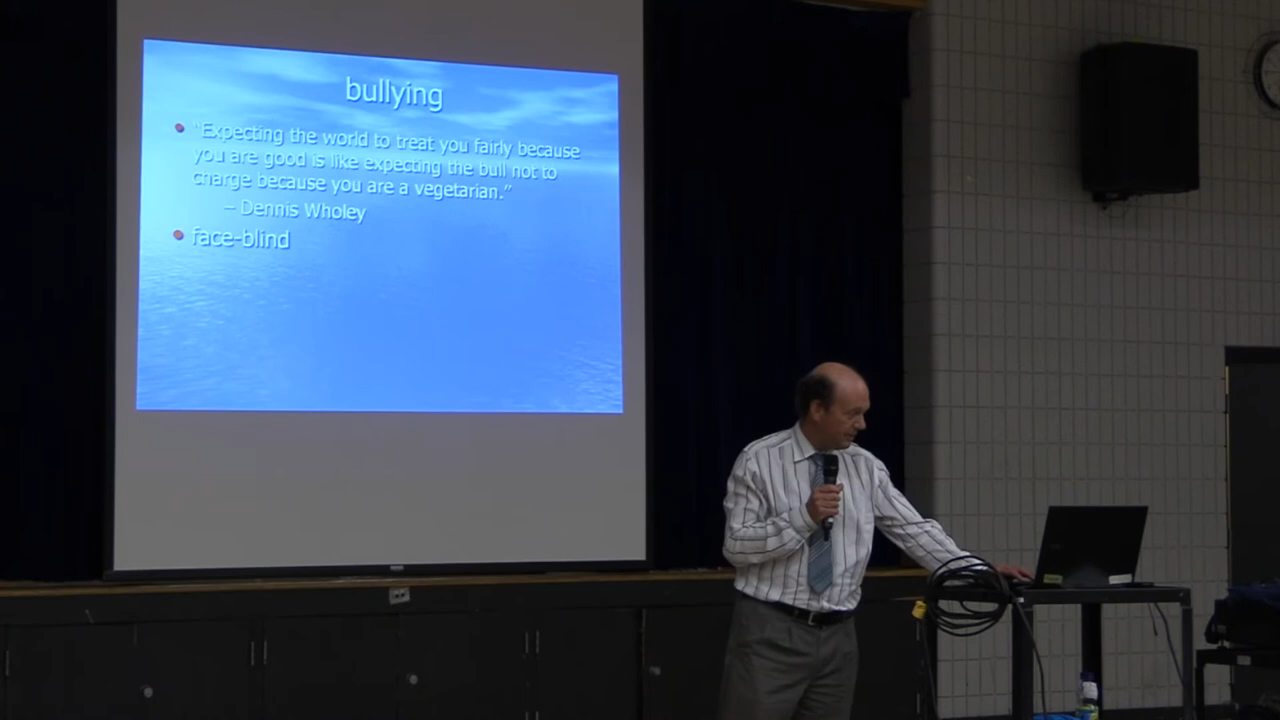 bullying
• "Expecting the world to treat you fairly because
you are good is like expecting the bull not to
charge because you are a vegetarian."
– Dennis Wholey
• face-blind